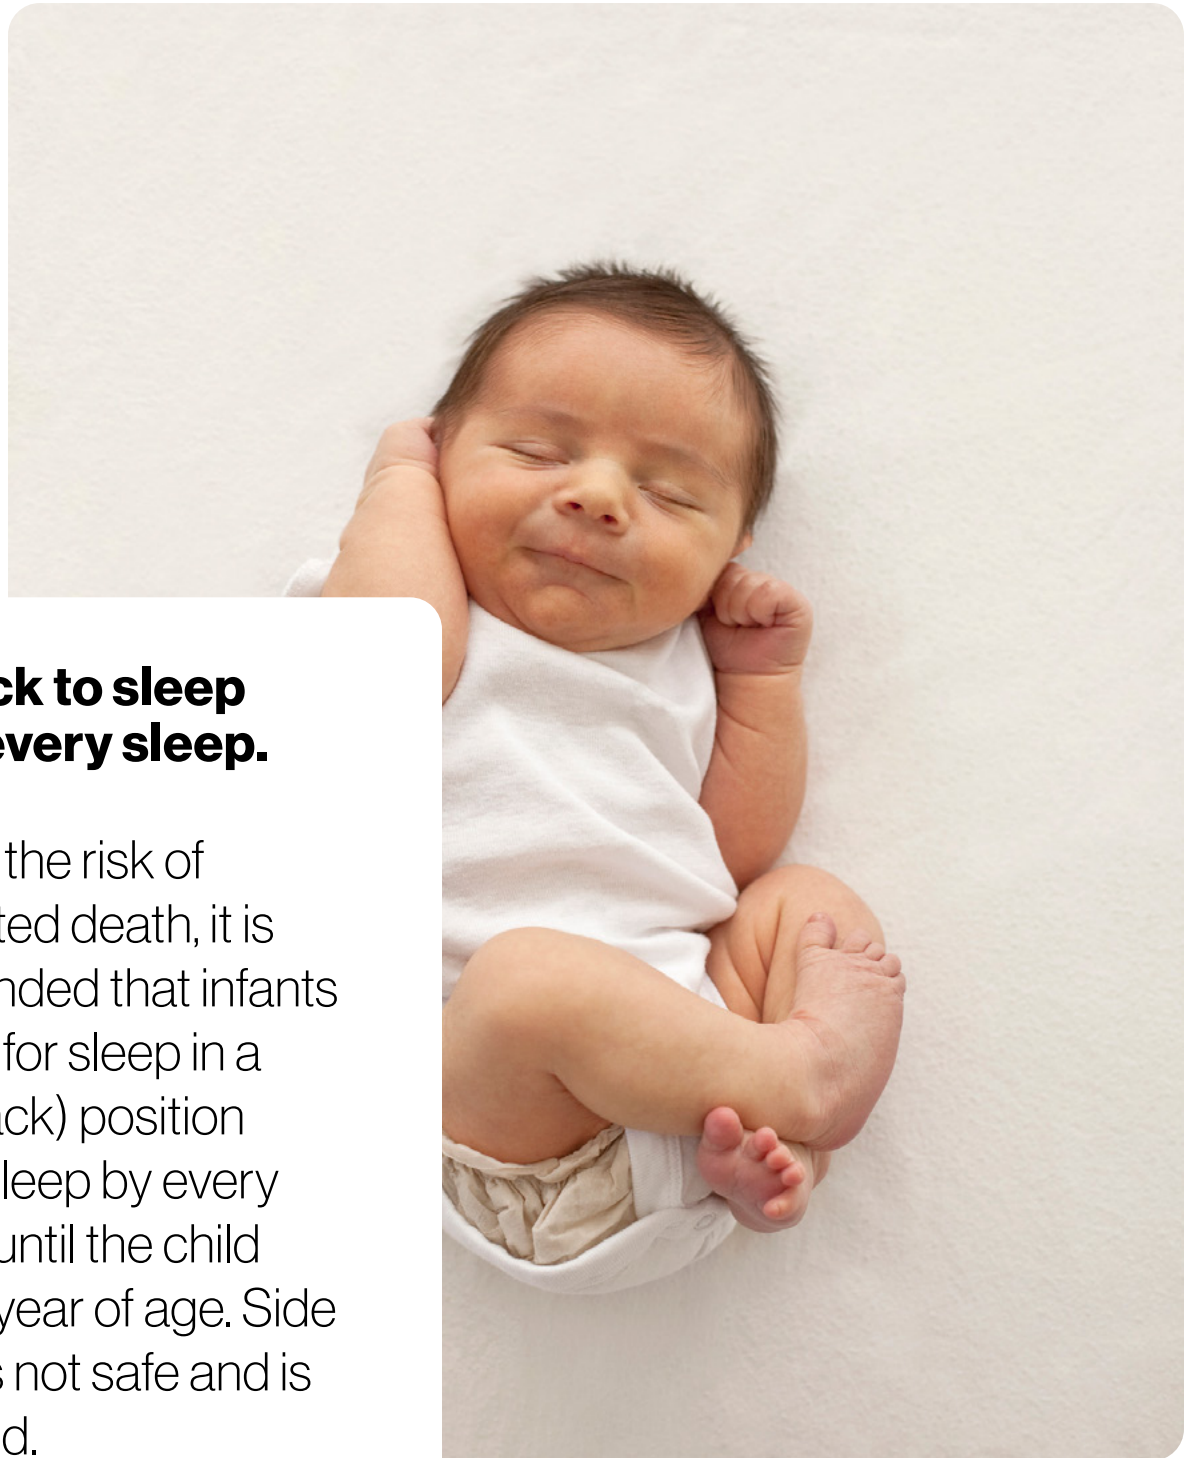 ck to sleep
every sleep.
the risk of
ted death, it is
nded that infants
for sleep in a
ack) position
leep by every
until the child
year of age. Side
s not safe and is
d.